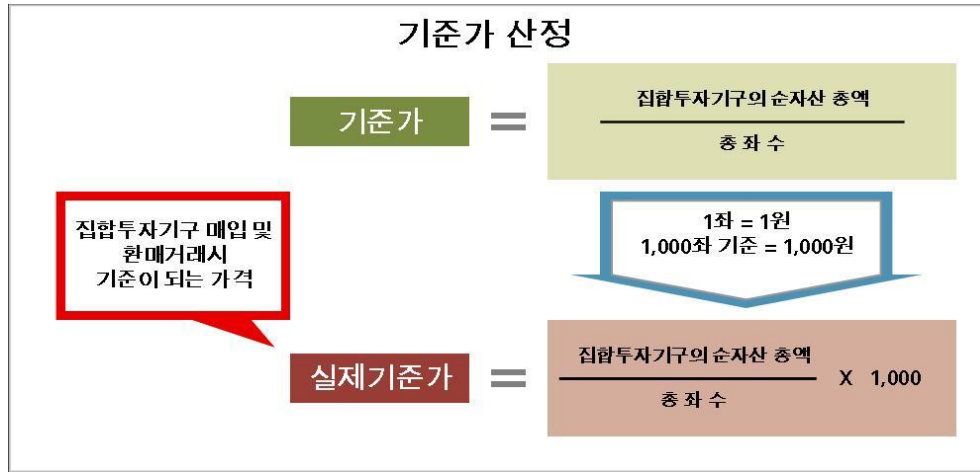 기준가 산정
기준가
=
집합투자기구의 순자산 총액
총 좌 수
집합투자기구 매입 및
환매거래시
기준이 되는 가격
1좌 = 1원
1,000좌 기준 = 1,000원
실제기준가
=
집합투자기구의 순자산 총액
총 좌 수
X 1,000